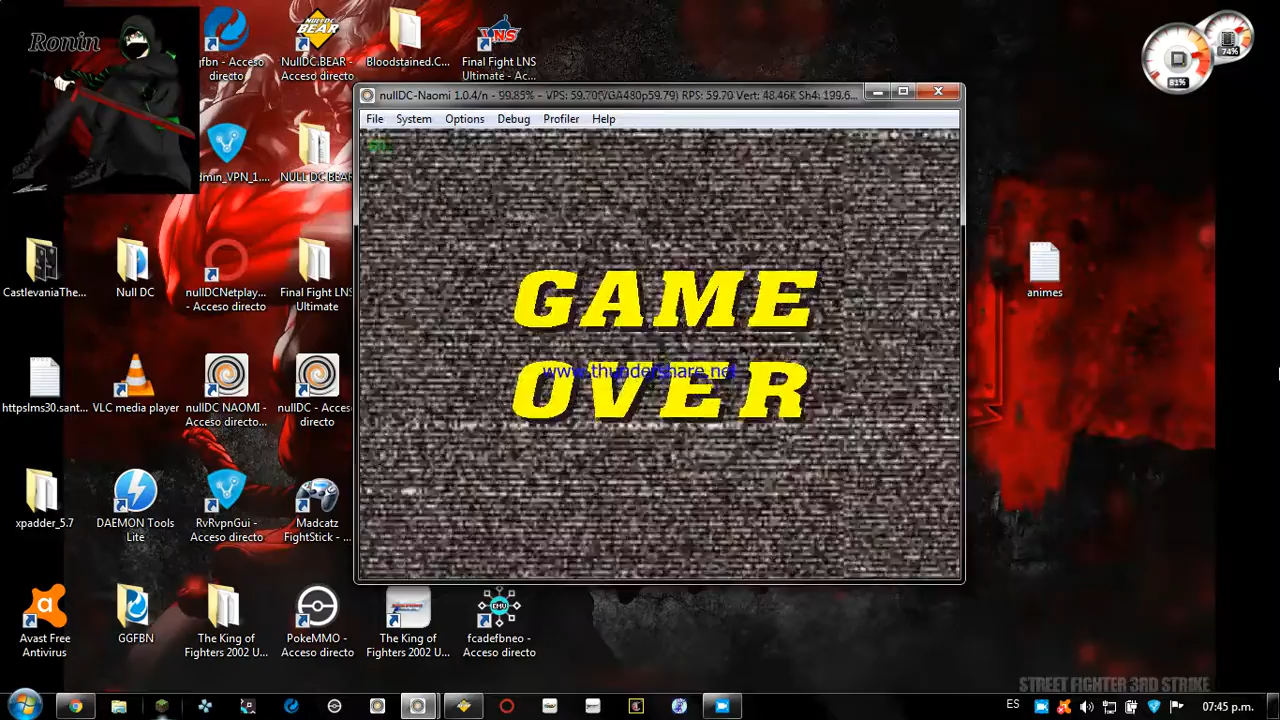 Ronin
gfbn - Acceso
directo
NullDC.BEAR -
Acceso directo
Bloodstained.C...
Final Fight LNS
Ultimate - Ac...
74%
81%
nullDC-Naomi 1.0.4/n - 99.85% - VPS: 59.70(VGA480p59.79) RPS: 59.70 Vert: 48.46K Sh4: 199.6...
File System Options Debug Profiler Help
dmin_VPN_1....
NULL DC BEAR
CastlevaniaThe...
Null DC
nullDCNetplay...
- Acceso directo
Final Fight LNS
Ultimate
animes
GAME
OVER
www.thundershare.net
httpslms30.sant...
VLC media player
nullDC NAOMI -
Acceso directo...
nullDC - Acce
directo
xpadder_5.7
DAEMON Tools
Lite
RvRvpnGui -
Acceso directo
Madcatz
FightStick - ...
Avast Free
Antivirus
GGFBN
The King of
Fighters 2002 U...
PokeMMO -
Acceso directo
The King of
Fighters 2002 U...
fcadefbneo -
Acceso directo
STREET FIGHTER 3RD STRIKE
ES
07:45 p.m.